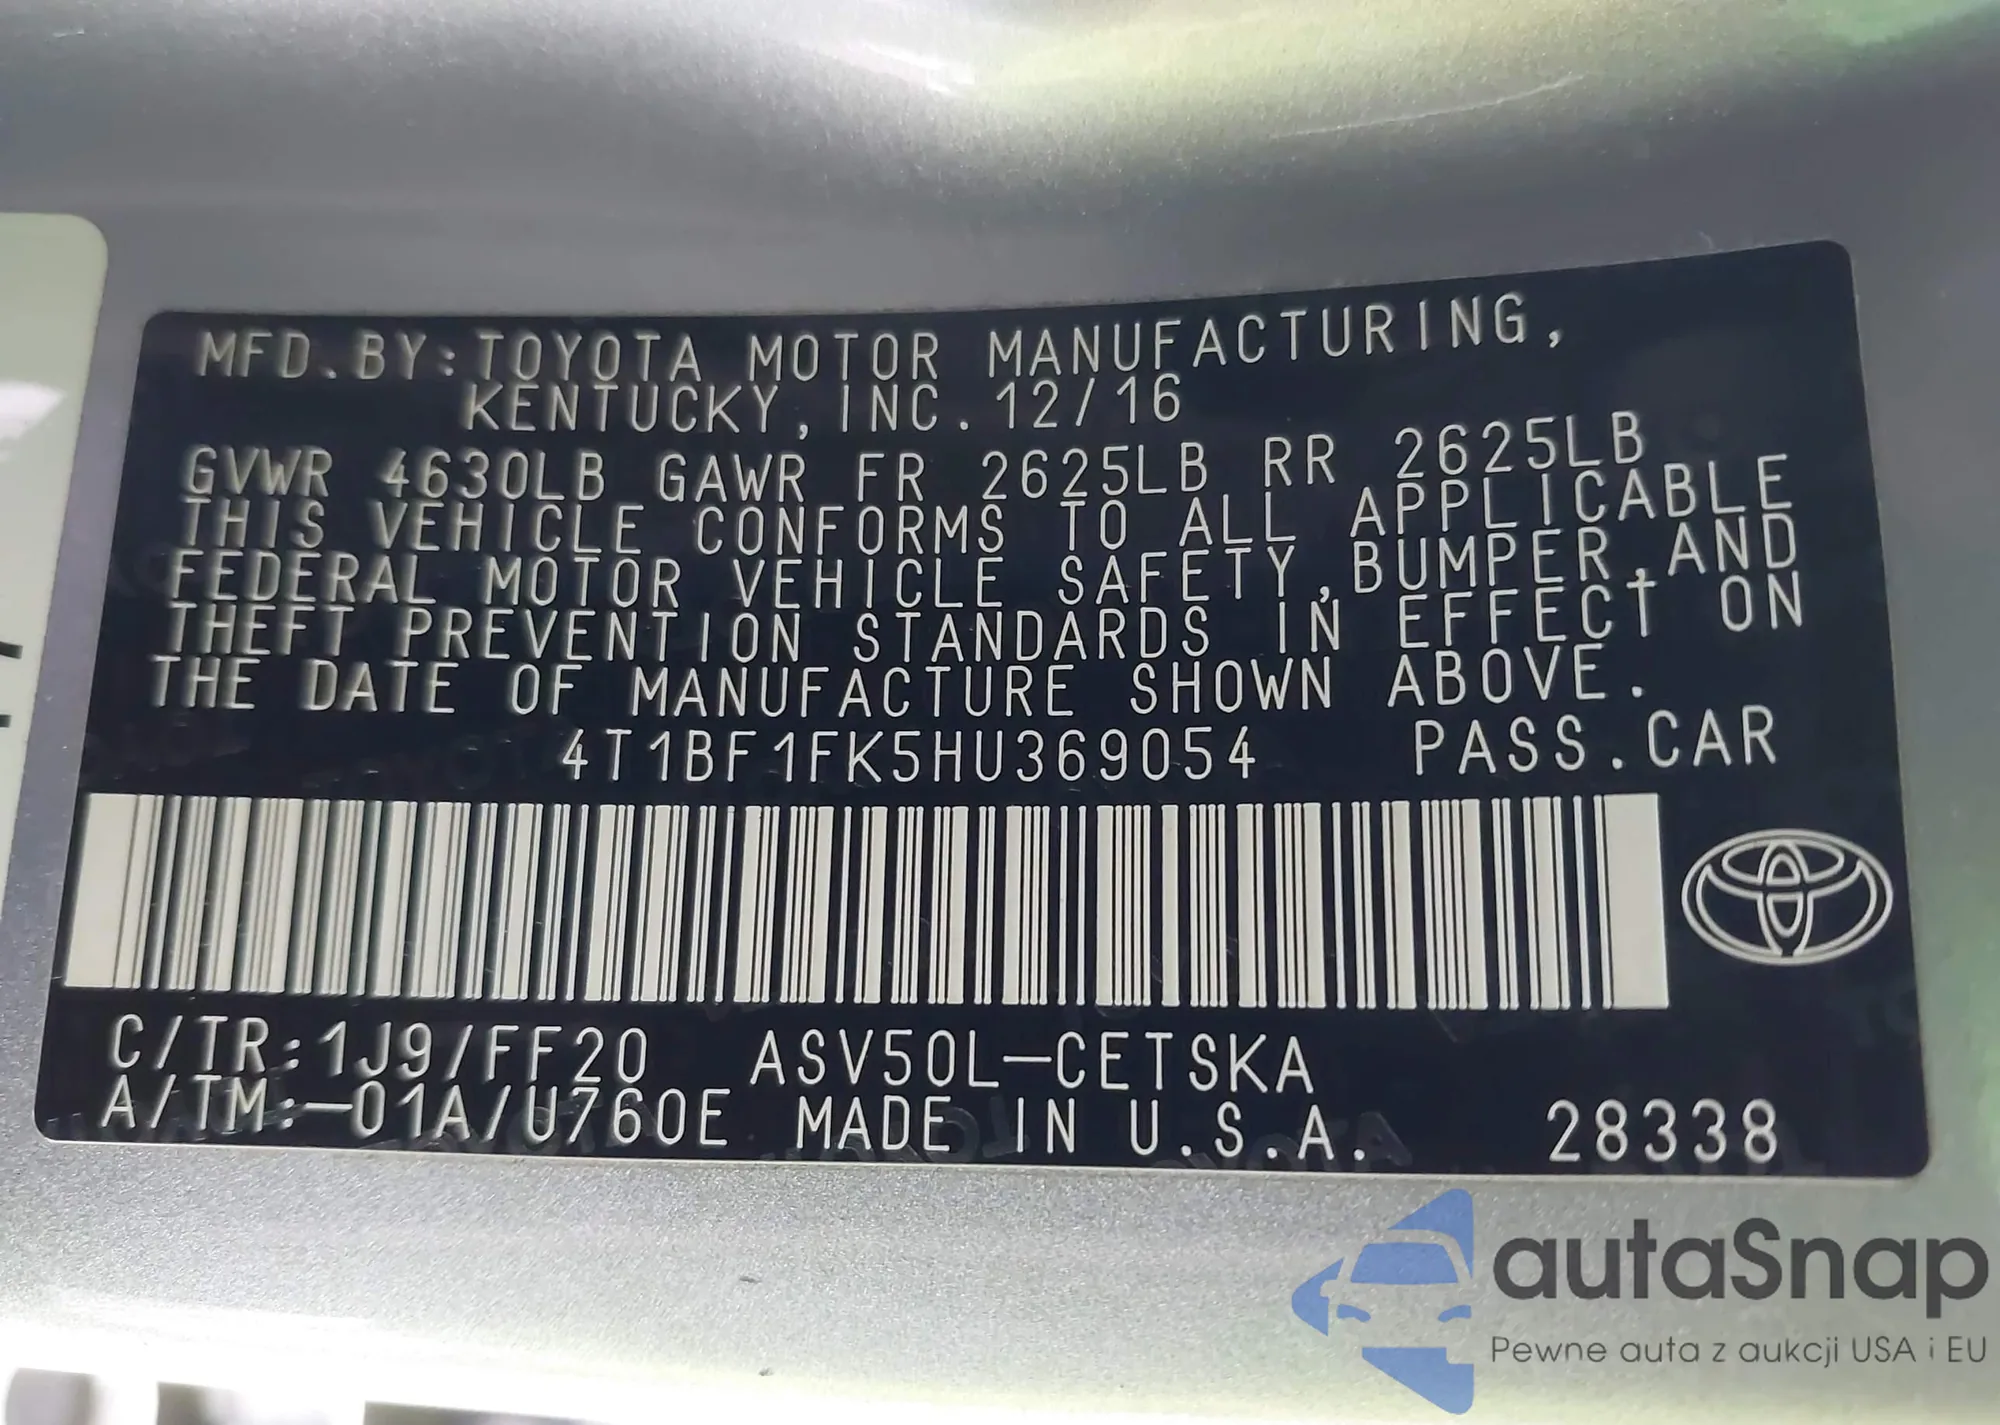 MFD.BY:TOYOTA MOTOR MANUFACTURING,
KENTUCKY,INC.12/16
GVWR 4630LB GAWR FR 2625LB RR 2625LB
THIS VEHICLE CONFORMS TO ALL APPLICABLE
FEDERAL MOTOR VEHICLE SAFETY,BUMPER,AND
THEFT PREVENTION STANDARDS IN EFFECT ON
THE DATE OF MANUFACTURE SHOWN ABOVE.
4T1BF1FK5HU369054 PASS.CAR
C/TR:1J9/FF20 ASV50L-CETSKA
A/TM:-01A/U760E MADE IN U.S.A. 28338
autaSnap
Pewne auta z aukcji USA i EU